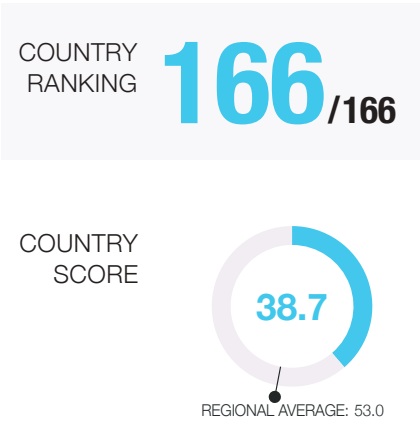 COUNTRY
RANKING
166/166
COUNTRY
SCORE
38.7
REGIONAL AVERAGE: 53.0